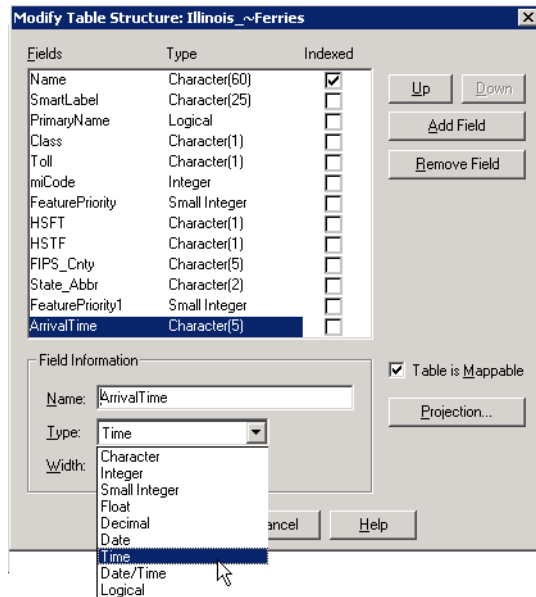 Modify Table Structure: Illinois_~Ferries
Fields Type Indexed
Name Character(60)
SmartLabel Character(25)
PrimaryName Logical
Class Character(1)
Toll Character(1)
miCode Integer
FeaturePriority Small Integer
HSFT Character(1)
HSTF Character(1)
FIPS_Cnty Character(5)
State_Abbr Character(2)
FeaturePriority1 Small Integer
ArrivalTime Character(5)
Up Down
Add Field
Remove Field
Field Information
Name: ArrivalTime
Type: Time
Width:
Character
Integer
Small Integer
Float
Decimal
Date
Time
Date/Time
Logical
Table is Mappable
Projection...
ancel Help